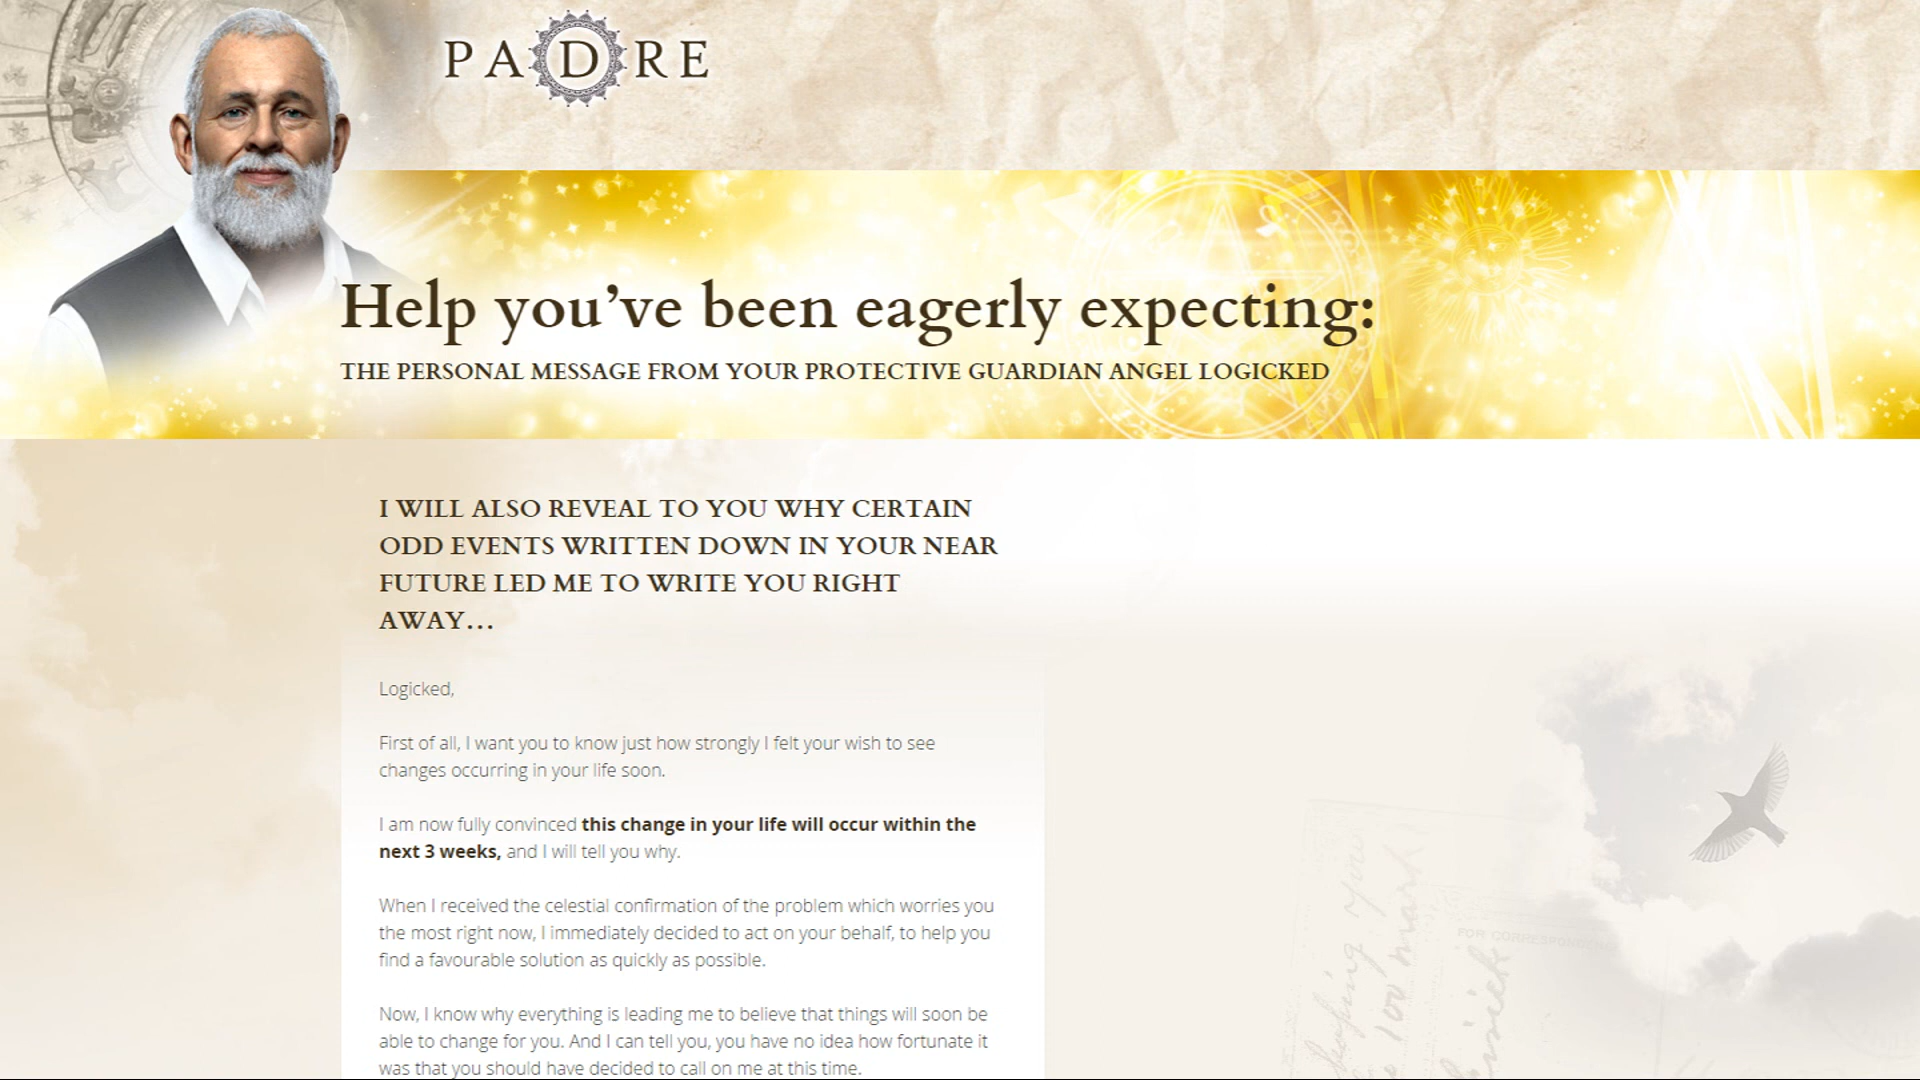 PADRE
Help you’ve been eagerly expecting:
THE PERSONAL MESSAGE FROM YOUR PROTECTIVE GUARDIAN ANGEL LOGICKED
I WILL ALSO REVEAL TO YOU WHY CERTAIN
ODD EVENTS WRITTEN DOWN IN YOUR NEAR
FUTURE LED ME TO WRITE YOU RIGHT
AWAY…
Logicked,
First of all, I want you to know just how strongly I felt your wish to see
changes occurring in your life soon.
I am now fully convinced this change in your life will occur within the
next 3 weeks, and I will tell you why.
When I received the celestial confirmation of the problem which worries you
the most right now, I immediately decided to act on your behalf, to help you
find a favourable solution as quickly as possible.
Now, I know why everything is leading me to believe that things will soon be
able to change for you. And I can tell you, you have no idea how fortunate it
was that you should have decided to call on me at this time.
FOR CORRESPONDENCE